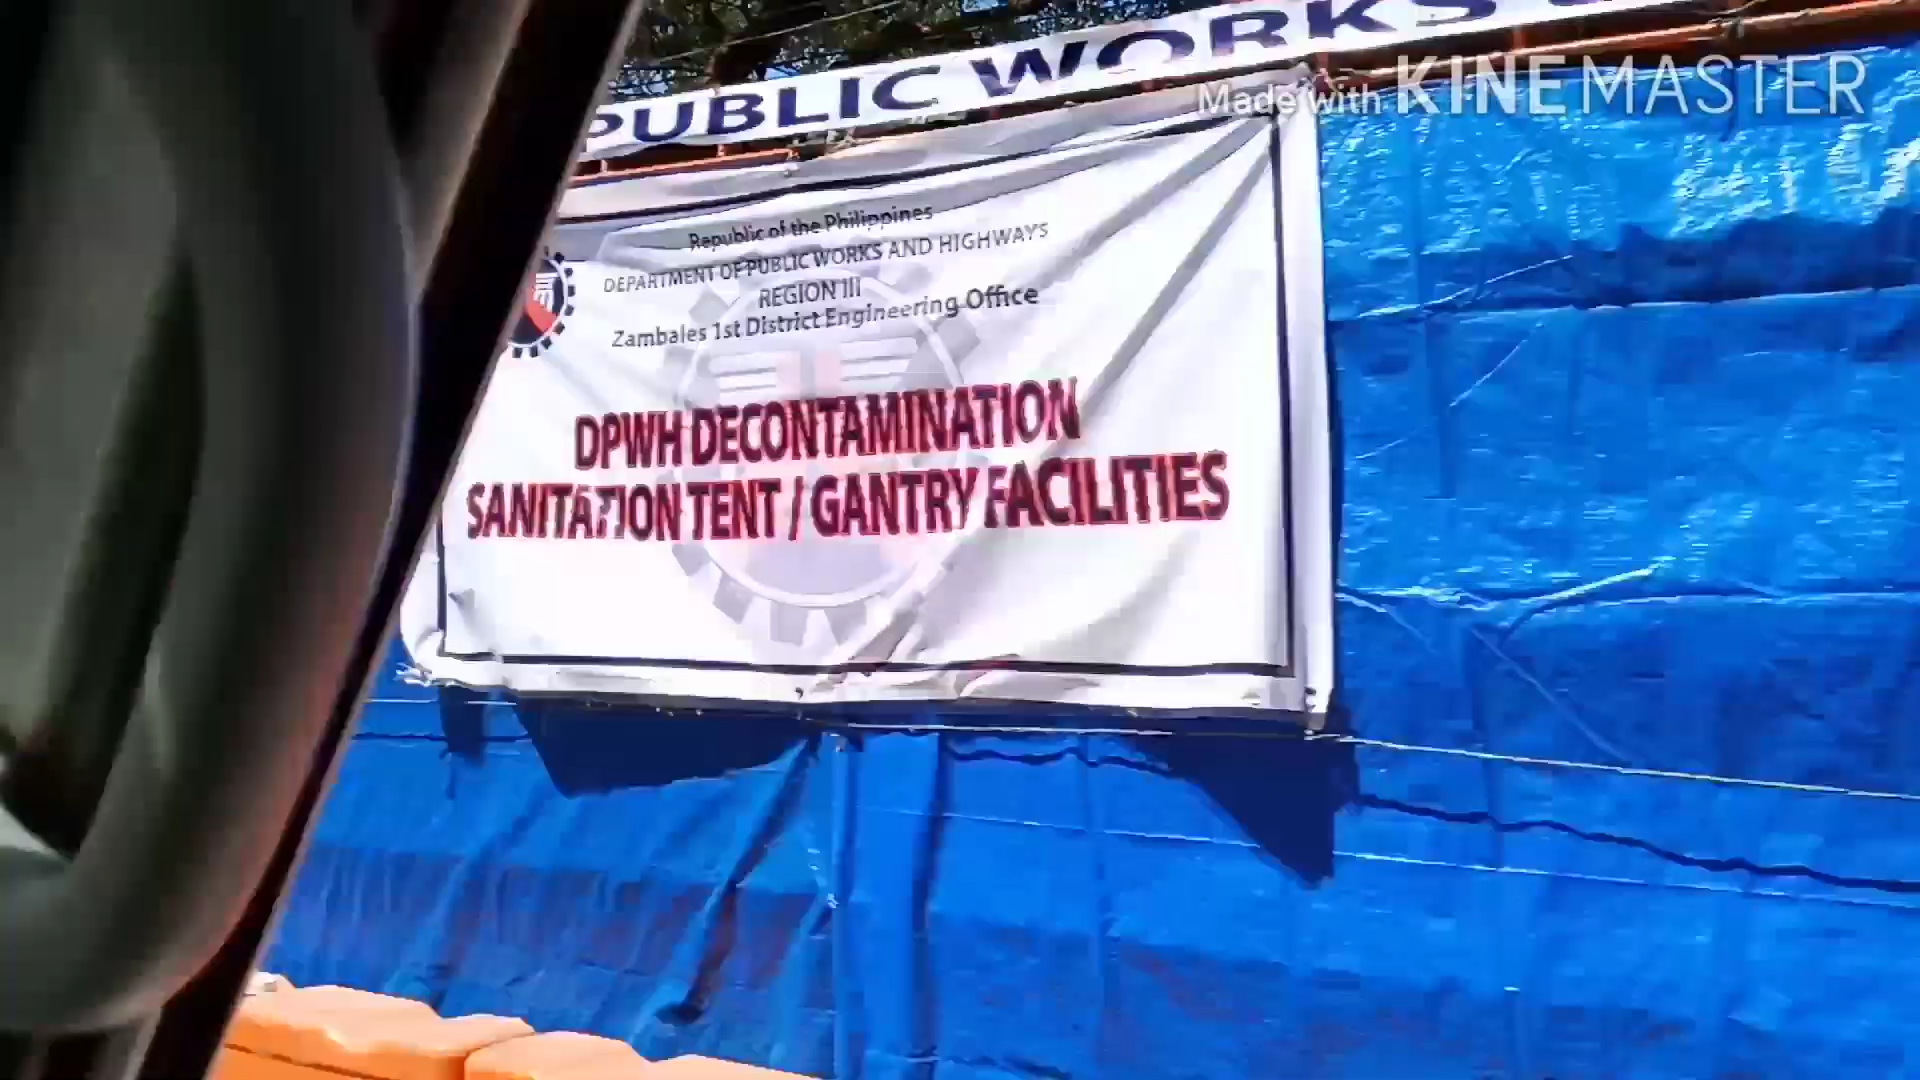 PUBLIC WORKS
Made with KINEMASTER
Republic of the Philippines
DEPARTMENT OF PUBLIC WORKS AND HIGHWAYS
REGION III
Zambales 1st District Engineering Office
DPWH DECONTAMINATION
SANITATION TENT / GANTRY FACILITIES